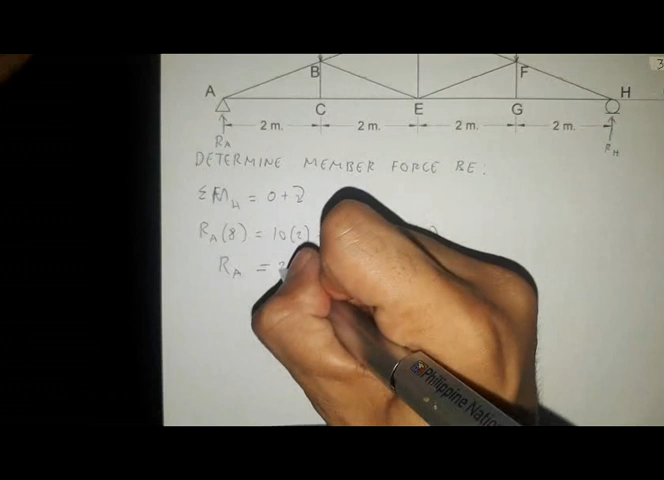 3
B
F
A
H
C
E
G
2 m.
2 m.
2 m.
2 m.
RA
RH
DETERMINE MEMBER FORCE BE:
ΣMH = 0 +
RA(8) = 10(2)
RA =
Philippine Natio